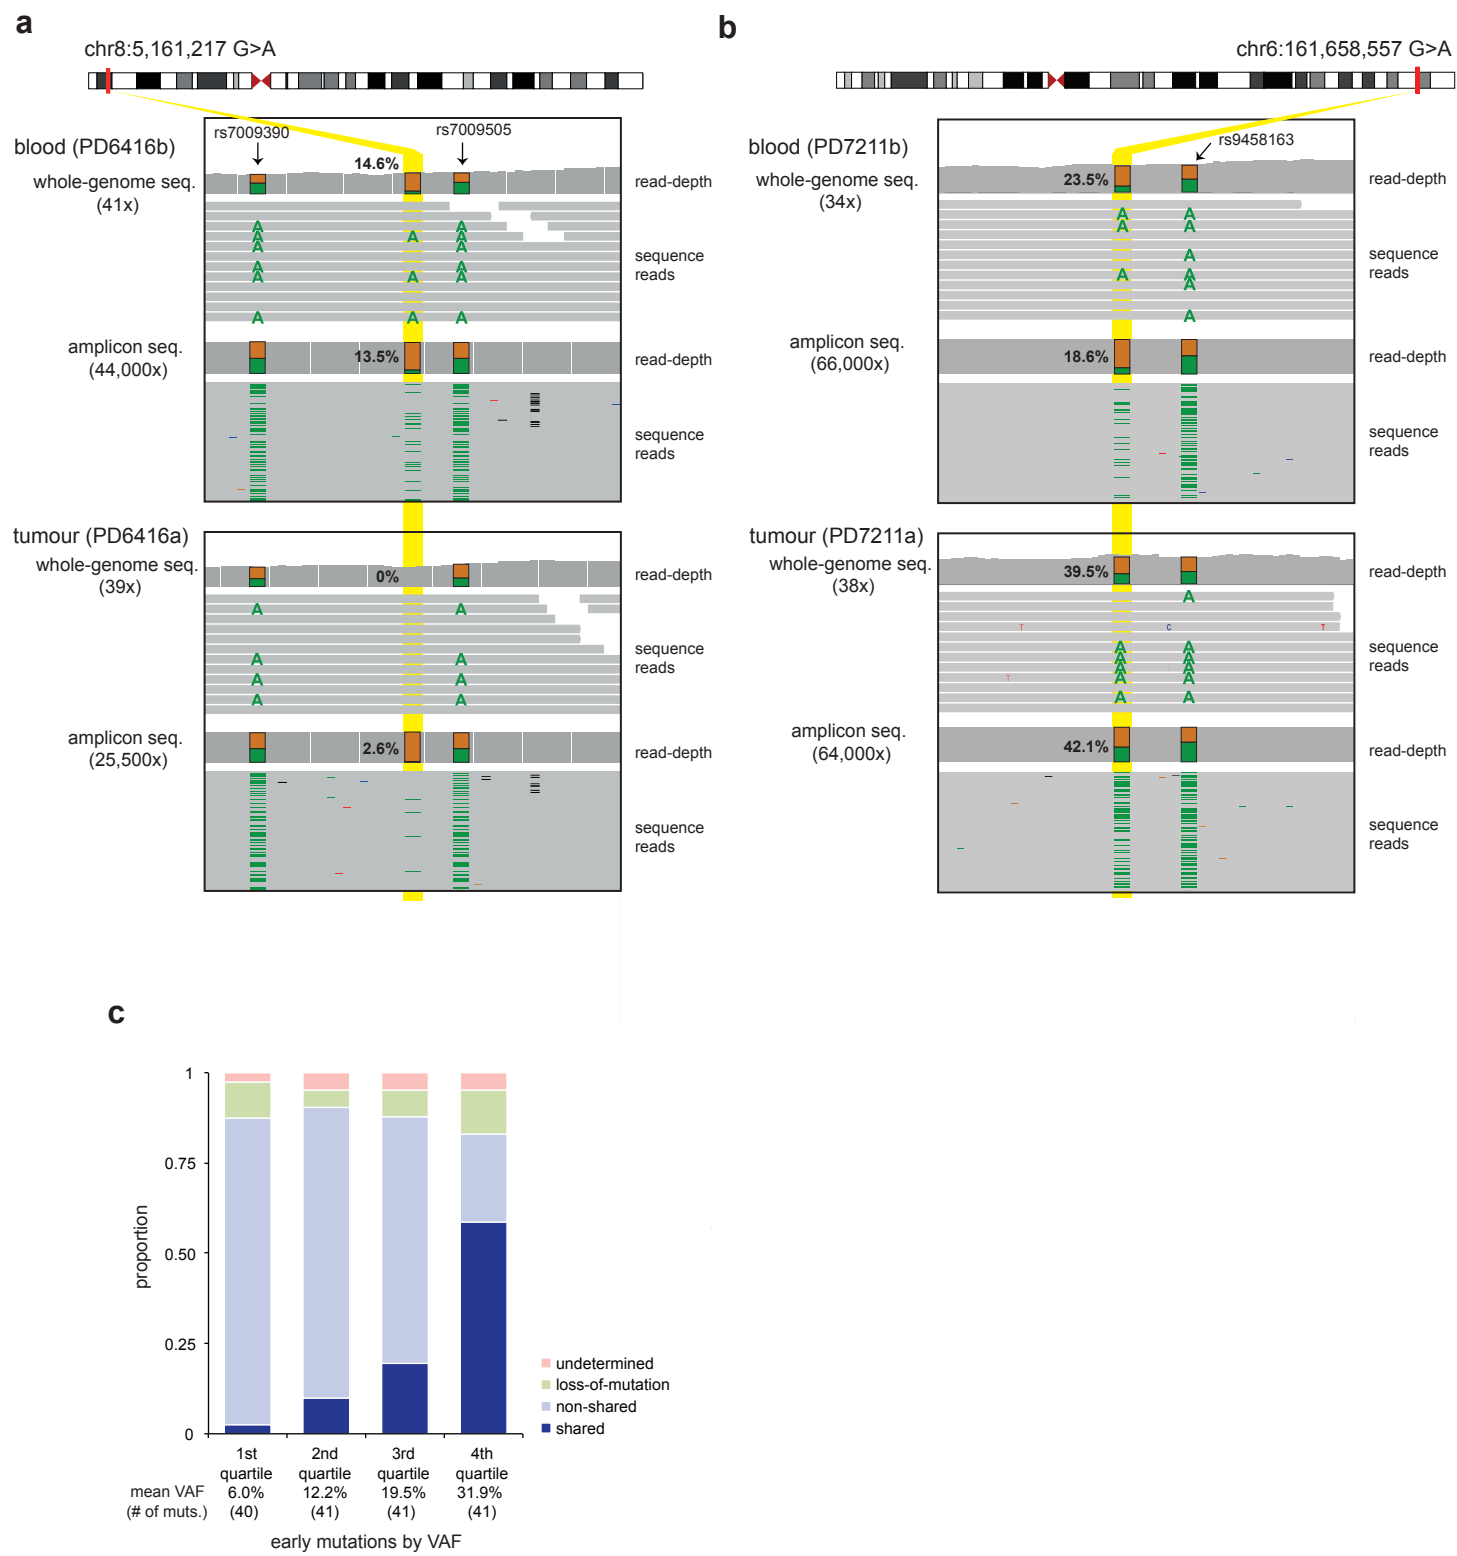 a
chr8:5,161,217 G>A
rs7009390
rs7009505
blood (PD6416b)
14.6%
whole-genome seq.
(41x)
read-depth
A A
A A A
A A
sequence
reads
A A
A A A
A A A
amplicon seq.
(44,000x)
13.5%
read-depth
sequence
reads
tumour (PD6416a)
whole-genome seq.
(39x)
0%
read-depth
A A
sequence
reads
A A
A A
A A
amplicon seq.
(25,500x)
2.6%
read-depth
sequence
reads
b
chr6:161,658,557 G>A
rs9458163
blood (PD7211b)
whole-genome seq.
(34x)
23.5%
read-depth
A A
A A
A
sequence
reads
A A
A
A
amplicon seq.
(66,000x)
18.6%
read-depth
sequence
reads
tumour (PD7211a)
whole-genome seq.
(38x)
39.5%
read-depth
A
T C T
A A
A A
sequence
reads
T A A
A A
amplicon seq.
(64,000x)
42.1%
read-depth
sequence
reads
c
1
0.75
0.50
0.25
0
proportion
undetermined
loss-of-mutation
non-shared
shared
1st 2nd 3rd 4th
quartile quartile quartile quartile
mean VAF 6.0% 12.2% 19.5% 31.9%
(# of muts.) (40) (41) (41) (41)
early mutations by VAF